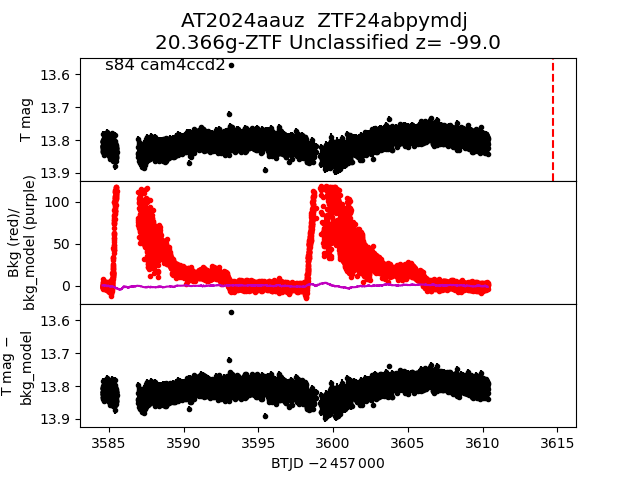 AT2024aauz  ZTF24abpymdj
20.366g-ZTF Unclassified z= -99.0
s84 cam4ccd2
13.6
13.7
13.8
13.9
T mag
100
50
0
Bkg (red)/
bkg_model (purple)
13.6
13.7
13.8
13.9
T mag −
bkg_model
3585 3590 3595 3600 3605 3610 3615
BTJD −2 457 000